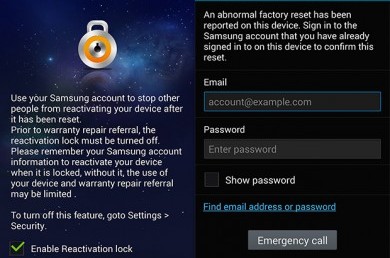 Use your Samsung account to stop other
people from reactivating your device after
it has been reset.
Prior to warranty repair referral, the
reactivation lock must be turned off.
Please remember your Samsung account
information to reactivate your device
when it is locked, without it, the use of
your device and warranty repair referral
may be limited .
To turn off this feature, goto Settings >
Security.
Enable Reactivation lock
An abnormal factory reset has been
reported on this device. Sign in to the
Samsung account that you have already
signed in to on this device to confirm this
reset.
Email
account@example.com
Password
Enter password
Show password
Find email address or password
Emergency call